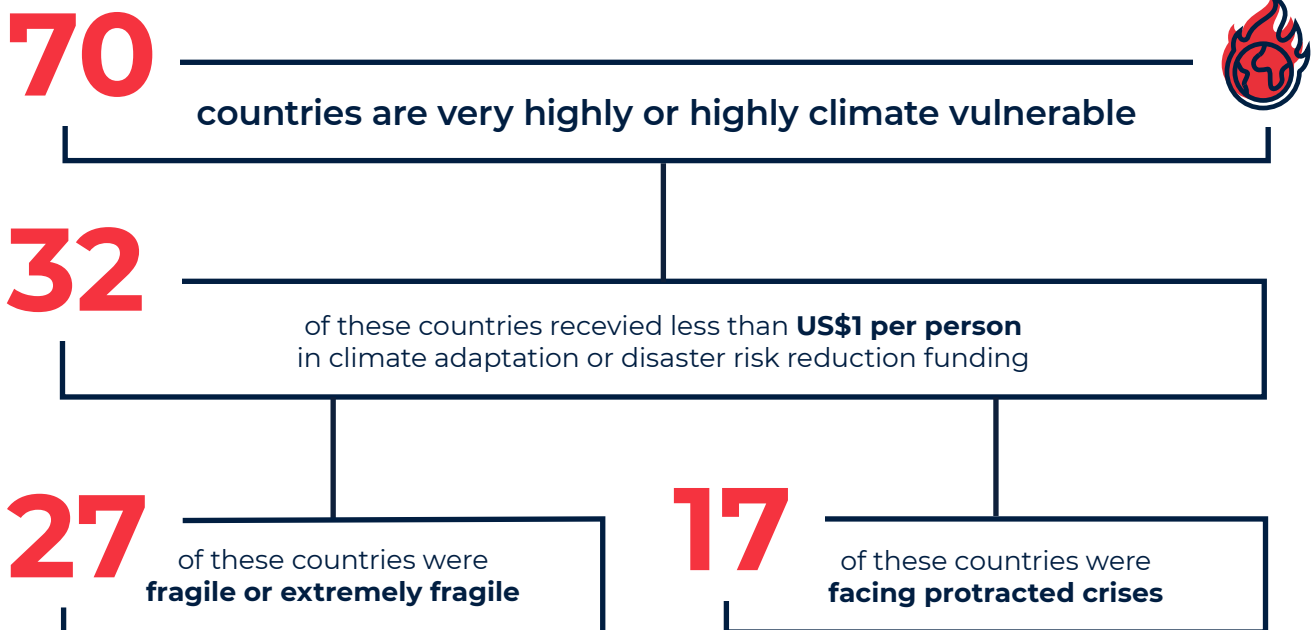 70
countries are very highly or highly climate vulnerable
32
of these countries recevied less than US$1 per person
in climate adaptation or disaster risk reduction funding
27
of these countries were
fragile or extremely fragile
17
of these countries were
facing protracted crises